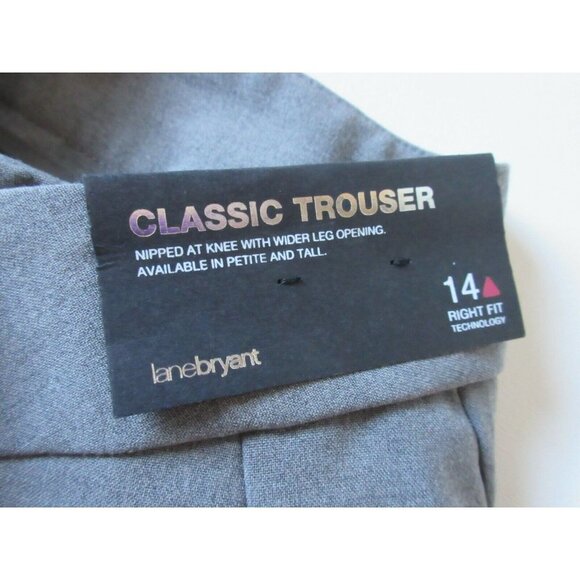 CLASSIC TROUSER
NIPPED AT KNEE WITH WIDER LEG OPENING.
AVAILABLE IN PETITE AND TALL.
14
RIGHT FIT
TECHNOLOGY
lanebryant